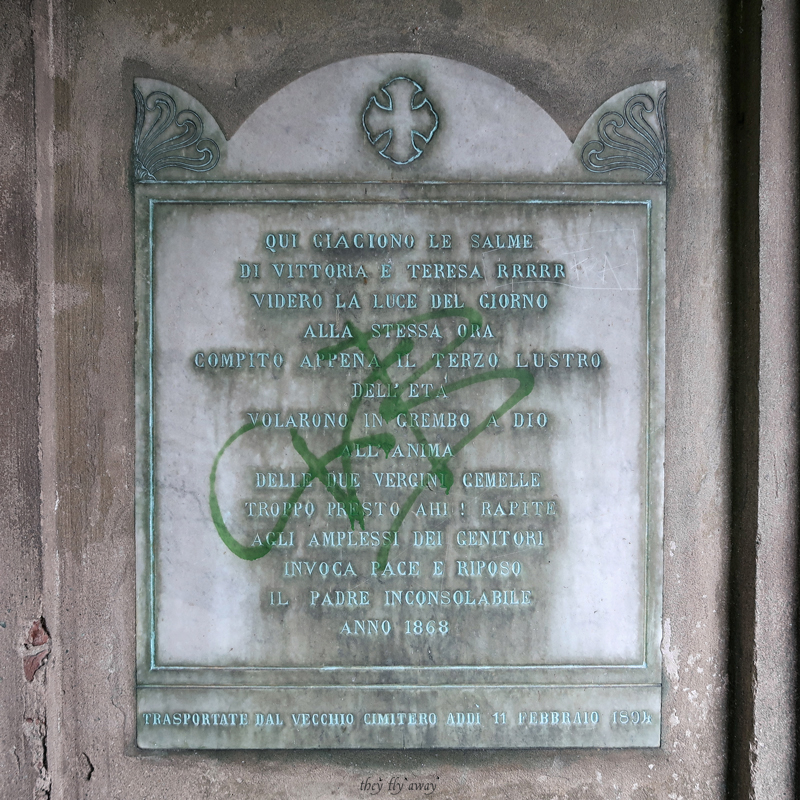 QUI GIACIONO LE SALME
DI VITTORIA E TERESA RRRRR
VIDERO LA LUCE DEL GIORNO
ALLA STESSA ORA
COMPITO APPENA IL TERZO LUSTRO
DELL' ETÀ
VOLARONO IN GREMBO A DIO
ALL' ANIMA
DELLE DUE VERGINI GEMELLE
TROPPO PRESTO AHI ! RAPITE
AGLI AMPLESSI DEI GENITORI
INVOCA PACE E RIPOSO
IL PADRE INCONSOLABILE
ANNO 1868
TRASPORTATE DAL VECCHIO CIMITERO ADDÌ 11 FEBBRAIO 1894
they fly away